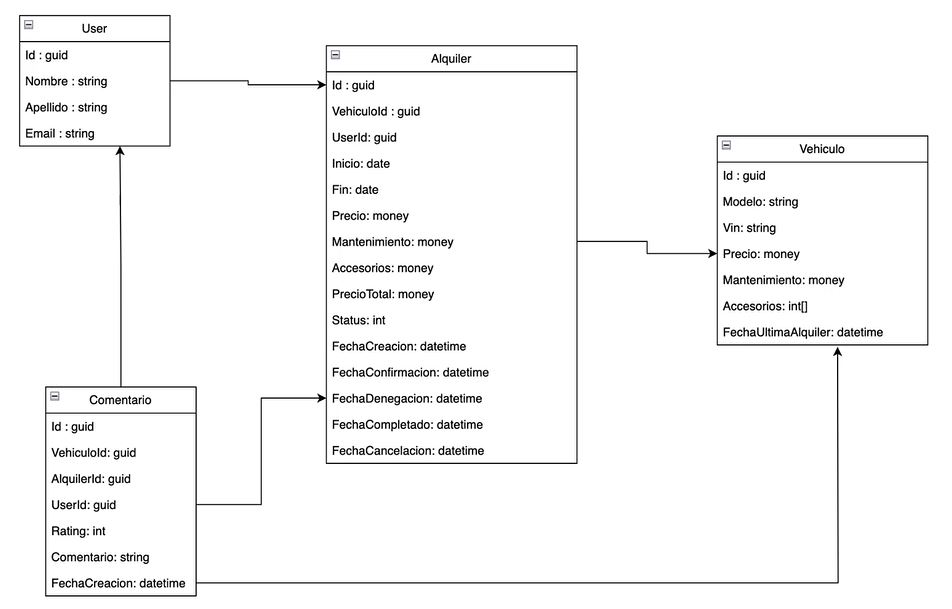 User
Id : guid
Nombre : string
Apellido : string
Email : string
Alquiler
Id : guid
VehiculoId : guid
UserId: guid
Inicio: date
Fin: date
Precio: money
Mantenimiento: money
Accesorios: money
PrecioTotal: money
Status: int
FechaCreacion: datetime
FechaConfirmacion: datetime
FechaDenegacion: datetime
FechaCompletado: datetime
FechaCancelacion: datetime
Vehiculo
Id : guid
Modelo: string
Vin: string
Precio: money
Mantenimiento: money
Accesorios: int[]
FechaUltimaAlquiler: datetime
Comentario
Id : guid
VehiculoId: guid
AlquilerId: guid
UserId: guid
Rating: int
Comentario: string
FechaCreacion: datetime